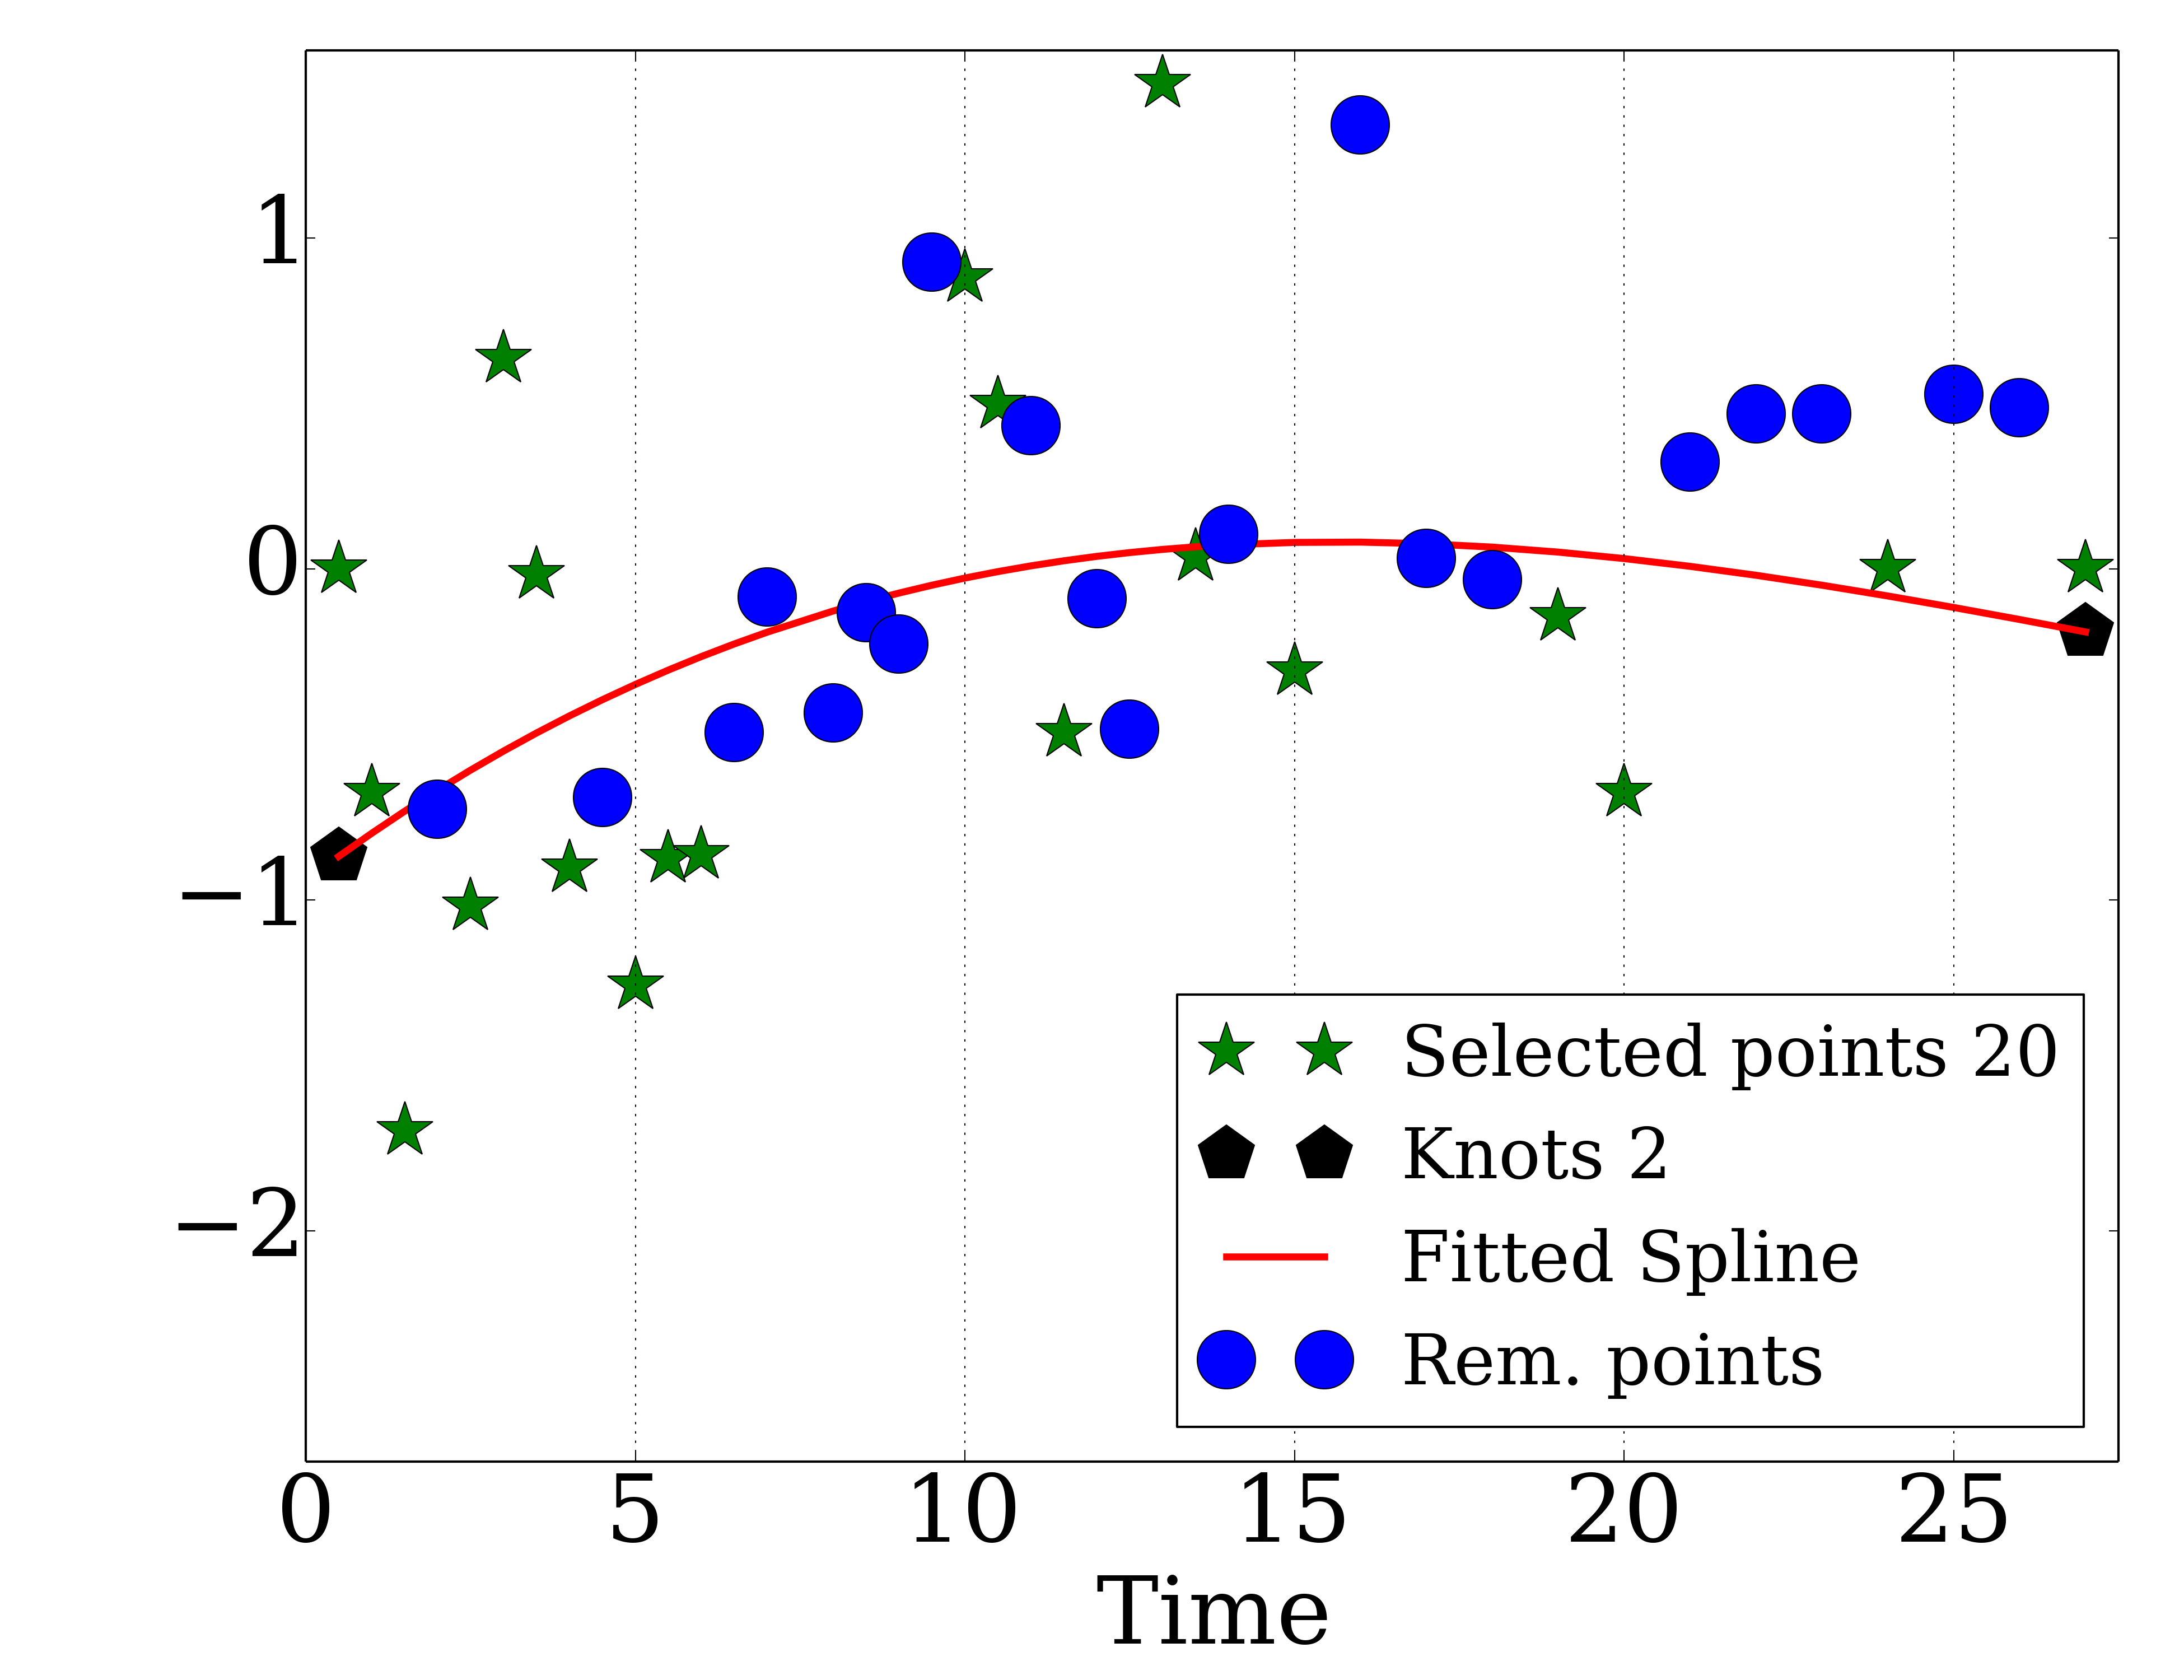 1
0
−1
−2
0 5 10 15 20 25
Time
Selected points 20
Knots 2
Fitted Spline
Rem. points